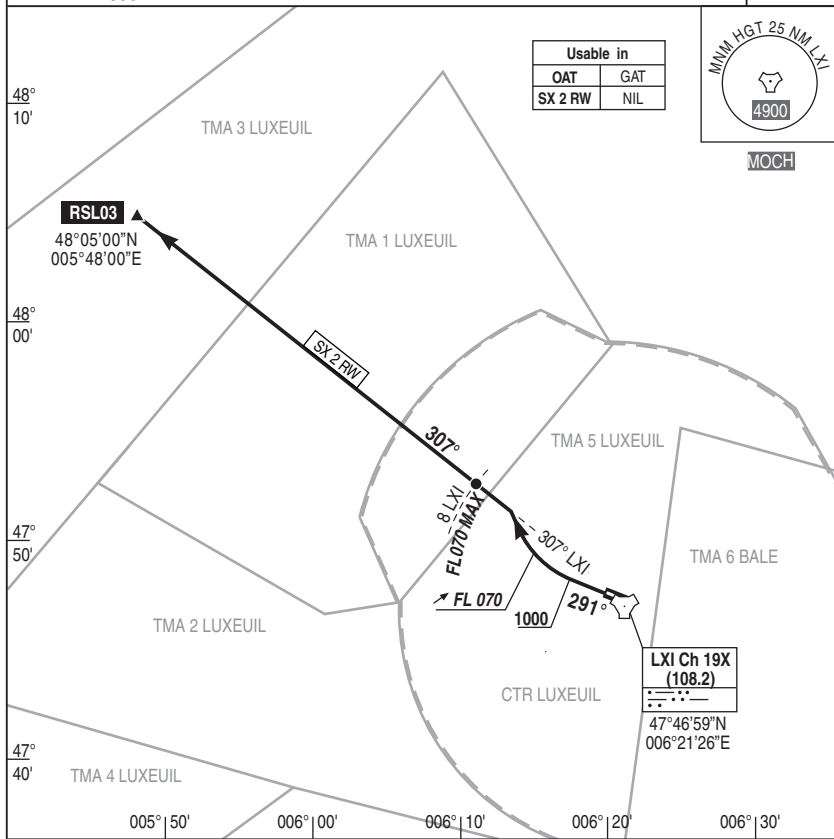 MNM HGT 25 NM LXI
4900
MOCH
Usable in
OAT GAT
SX 2 RW NIL
48°
10'
TMA 3 LUXEUIL
RSL03
48°05'00"N
005°48'00"E
TMA 1 LUXEUIL
48°
00'
SX 2 RW
307°
TMA 5 LUXEUIL
8 LXI
FL070 MAX
307° LXI
47°
50'
TMA 6 BALE
FL 070
1000
291°
TMA 2 LUXEUIL
LXI Ch 19X
(108.2)
47°46'59"N
006°21'26"E
CTR LUXEUIL
47°
40'
TMA 4 LUXEUIL
005°50' 006°00' 006°10' 006°20' 006°30'